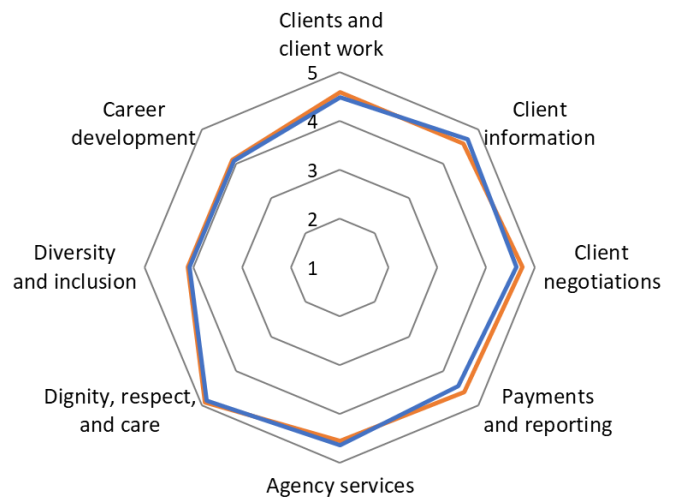 Clients and
client work
5
Career
development
4
Client
information
3
2
Diversity
and inclusion
1
Client
negotiations
Dignity, respect,
and care
Payments
and reporting
Agency services